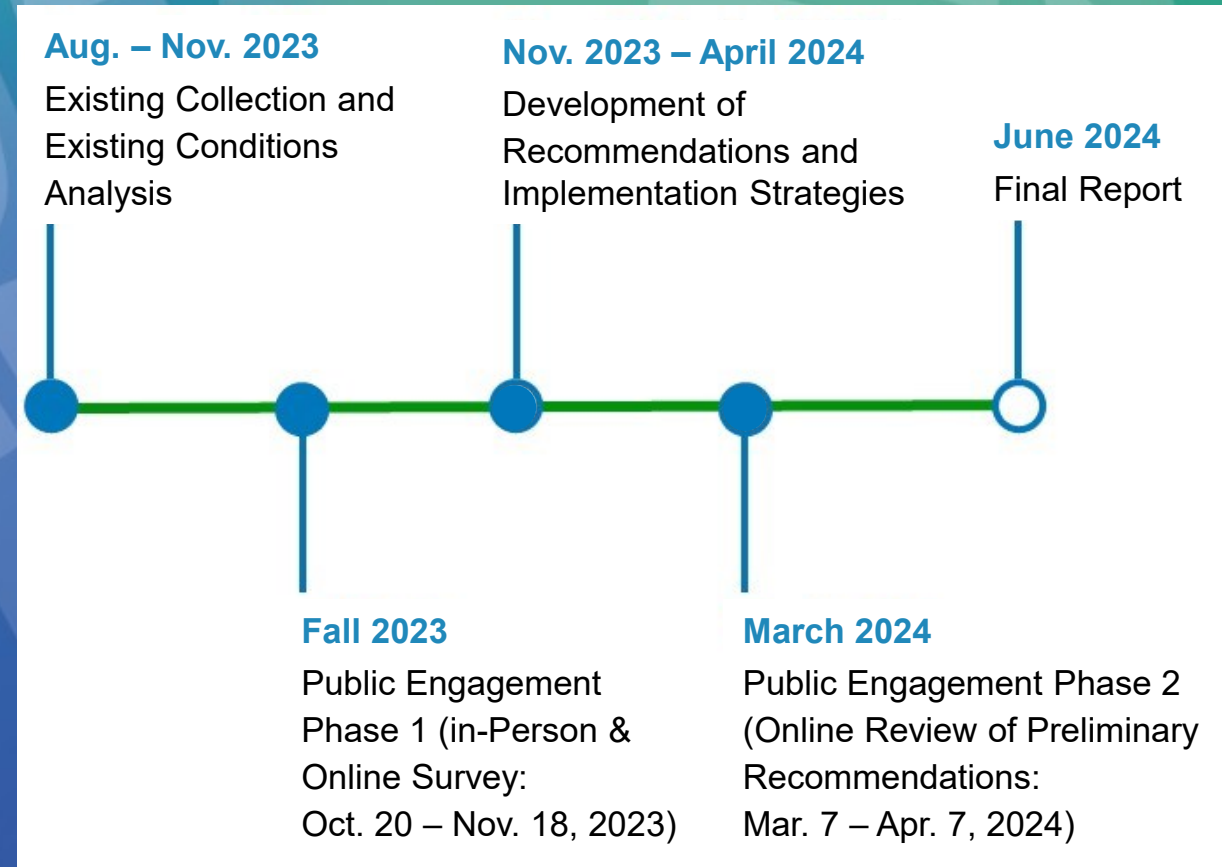 Aug. – Nov. 2023
Existing Collection and
Existing Conditions
Analysis
Nov. 2023 – April 2024
Development of
Recommendations and
Implementation Strategies
June 2024
Final Report
Fall 2023
Public Engagement
Phase 1 (in-Person &
Online Survey:
Oct. 20 – Nov. 18, 2023)
March 2024
Public Engagement Phase 2
(Online Review of Preliminary
Recommendations:
Mar. 7 – Apr. 7, 2024)